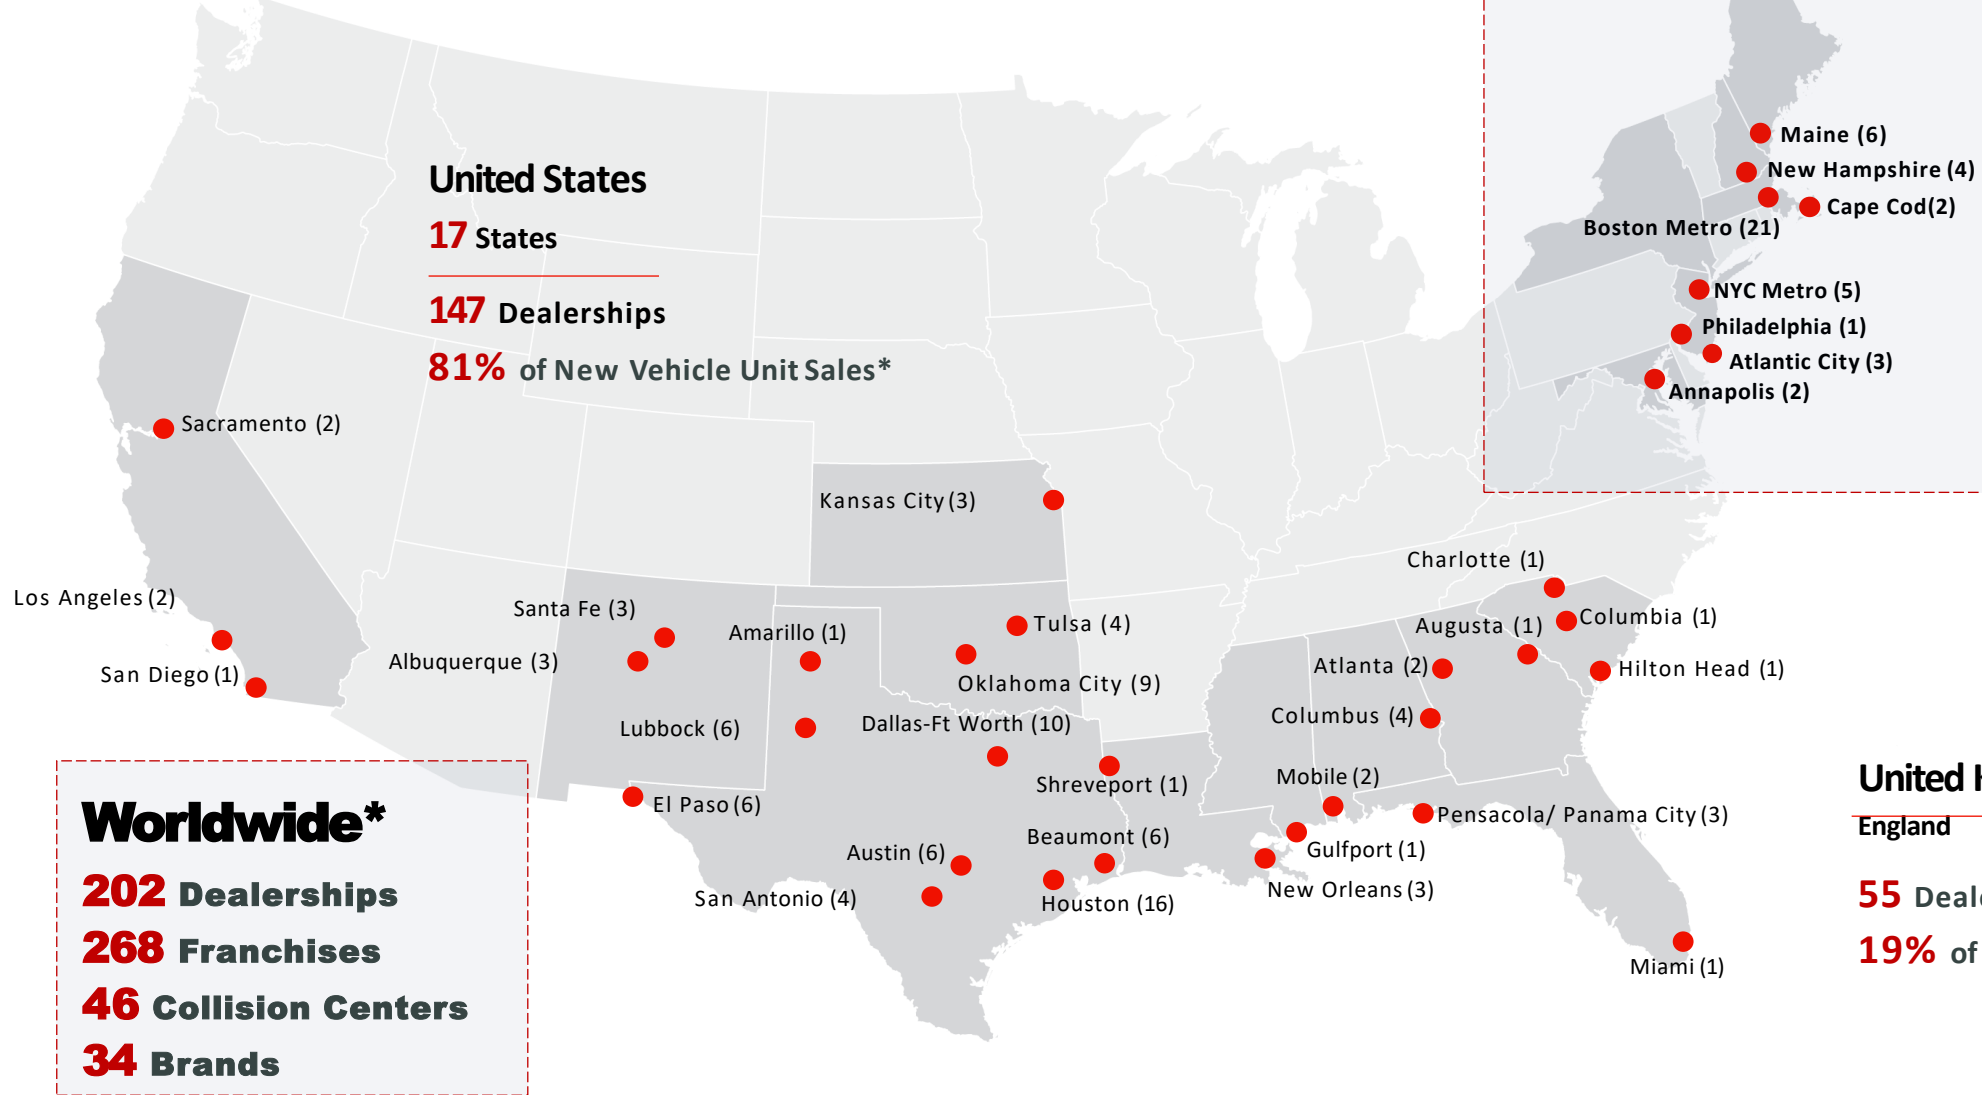 United States
17 States
147 Dealerships
81% of New Vehicle Unit Sales*
Maine (6)
New Hampshire (4)
Cape Cod(2)
Boston Metro (21)
NYC Metro (5)
Philadelphia (1)
Atlantic City (3)
Annapolis (2)
Sacramento (2)
Kansas City (3)
Charlotte (1)
Los Angeles (2)
Santa Fe (3)
Amarillo (1)
Tulsa (4)
Augusta (1)
Columbia (1)
Albuquerque (3)
San Diego (1)
Oklahoma City (9)
Atlanta (2)
Hilton Head (1)
Lubbock (6)
Dallas-Ft Worth (10)
Columbus (4)
Shreveport (1)
Mobile (2)
El Paso (6)
Pensacola/ Panama City (3)
Beaumont (6)
Austin (6)
Gulfport (1)
San Antonio (4)
Houston (16)
New Orleans (3)
Miami (1)
Worldwide*
202 Dealerships
268 Franchises
46 Collision Centers
34 Brands
United
England
55
19% of